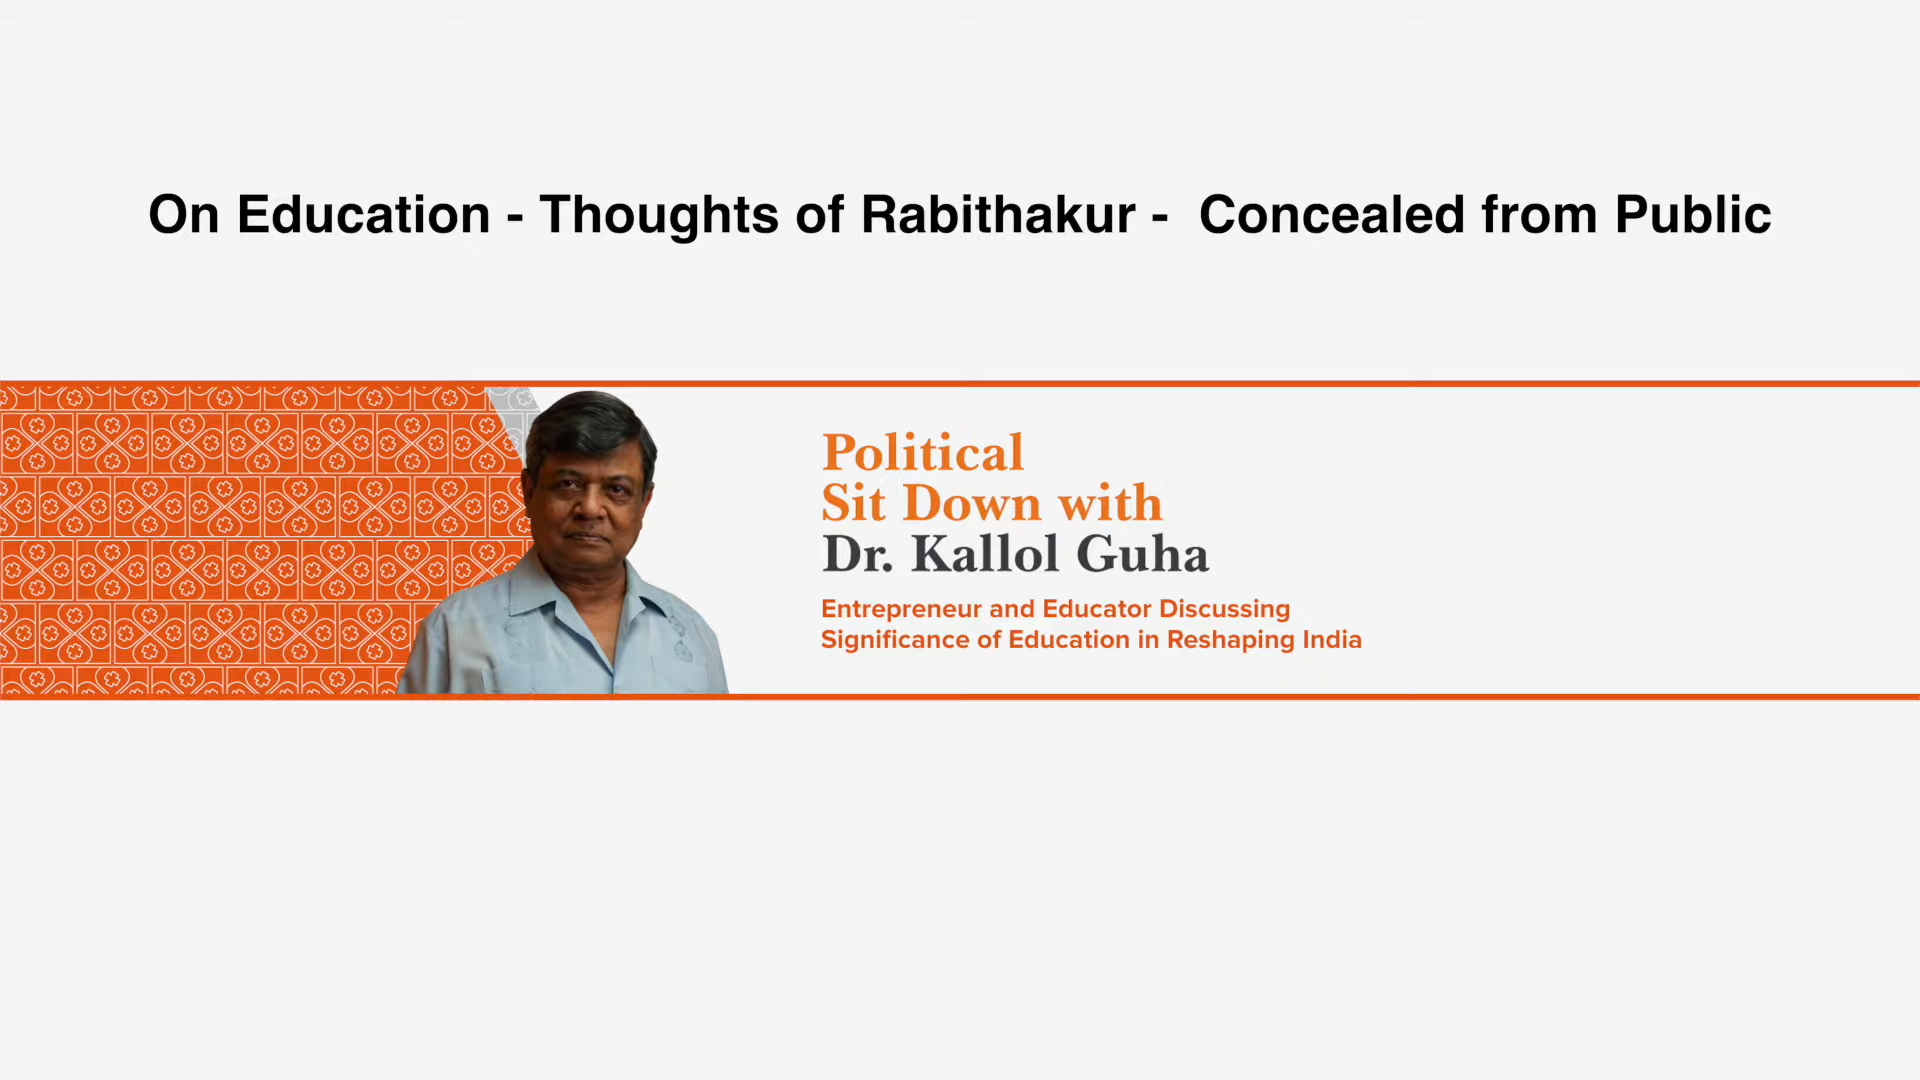 On Education - Thoughts of Rabithakur -  Concealed from Public
Political
Sit Down with
Dr. Kallol Guha
Entrepreneur and Educator Discussing
Significance of Education in Reshaping India